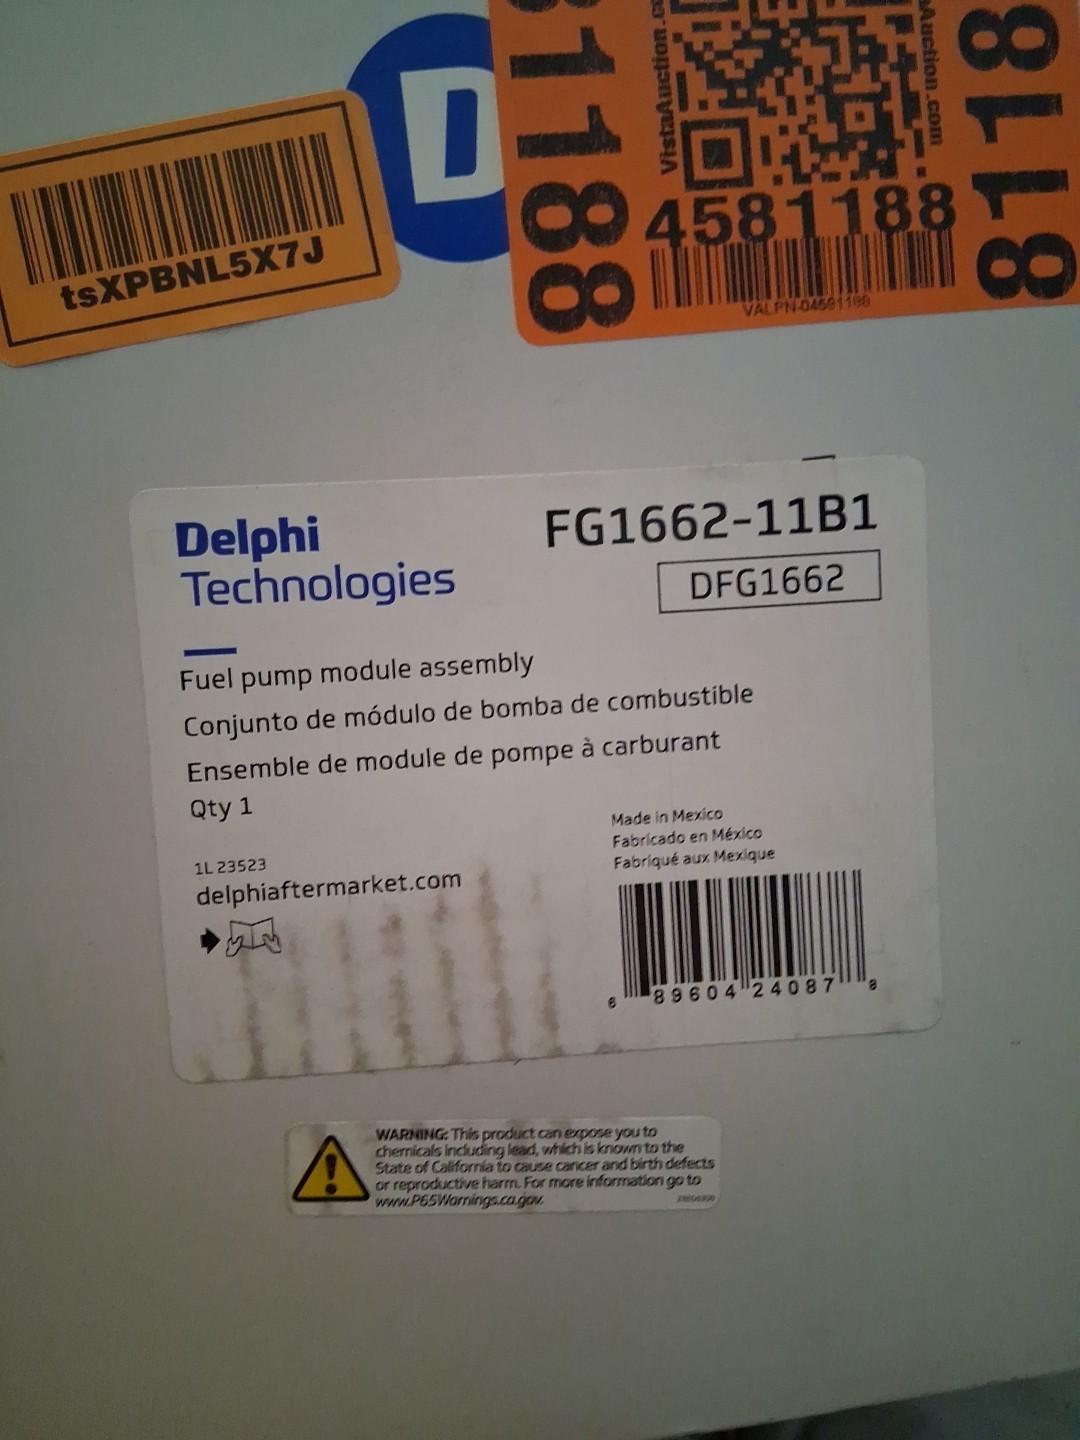 D
8188
VistaAuction.c
Auction.com
8118
4581188
VALPN-04581188
tsXPBNL5X7J
Delphi
Technologies
FG1662-11B1
DFG1662
Fuel pump module assembly
Conjunto de módulo de bomba de combustible
Ensemble de module de pompe à carburant
Qty 1
Made in Mexico
Fabricado en México
Fabriqué aux Mexique
1L 23523
delphiaftermarket.com
6 89604 24087 8
WARNING: This product can expose you to
chemicals including lead, which is known to the
State of California to cause cancer and birth defects
or reproductive harm. For more information go to
www.P65Warnings.ca.gov.